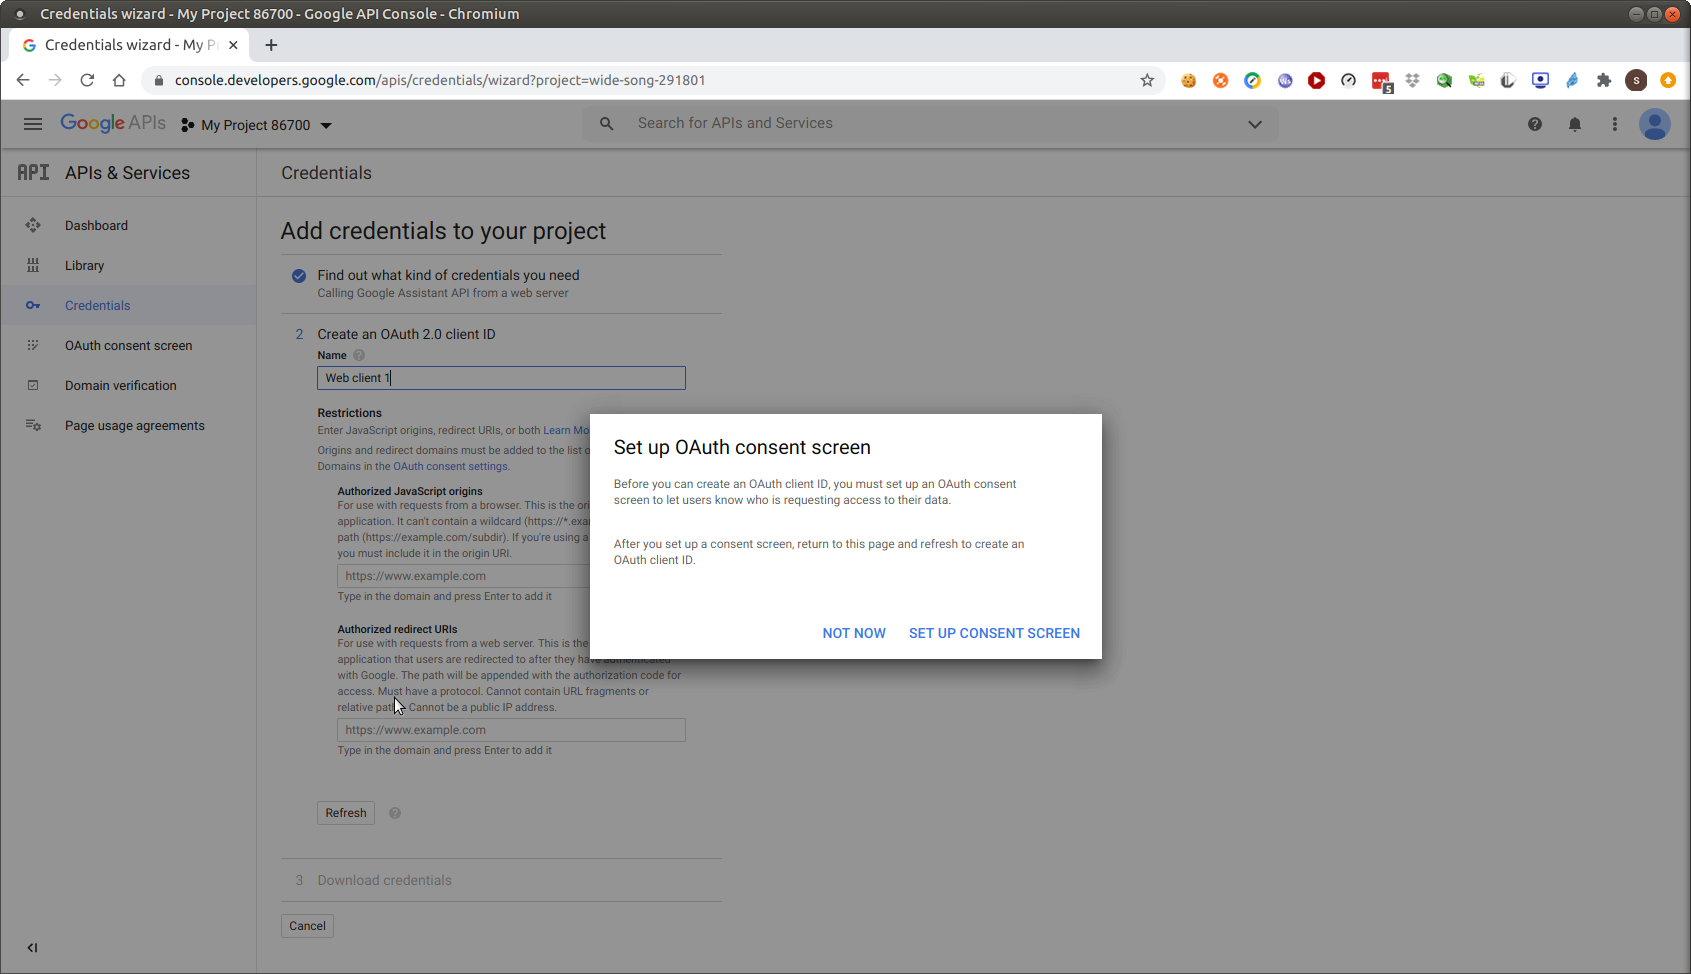 Credentials wizard - My Project 86700 - Google API Console - Chromium
Credentials wizard - My P
console.developers.google.com/apis/credentials/wizard?project=wide-song-291801
5
S
Google APIs
My Project 86700
Search for APIs and Services
API APIs & Services
Credentials
Dashboard
Library
Credentials
OAuth consent screen
Domain verification
Page usage agreements
Add credentials to your project
Find out what kind of credentials you need
Calling Google Assistant API from a web server
2 Create an OAuth 2.0 client ID
Name
Web client 1
Restrictions
Enter JavaScript origins, redirect URIs, or both Learn Mo
Origins and redirect domains must be added to the list o
Domains in the OAuth consent settings.
Authorized JavaScript origins
For use with requests from a browser. This is the ori
application. It can't contain a wildcard (https://*.exa
path (https://example.com/subdir). If you're using a
you must include it in the origin URI.
https://www.example.com
Type in the domain and press Enter to add it
Authorized redirect URIs
For use with requests from a web server. This is the
application that users are redirected to after they have authenticated
with Google. The path will be appended with the authorization code for
access. Must have a protocol. Cannot contain URL fragments or
relative path Cannot be a public IP address.
https://www.example.com
Type in the domain and press Enter to add it
Refresh
3 Download credentials
Cancel
Set up OAuth consent screen
Before you can create an OAuth client ID, you must set up an OAuth consent
screen to let users know who is requesting access to their data.
After you set up a consent screen, return to this page and refresh to create an
OAuth client ID.
NOT NOW
SET UP CONSENT SCREEN